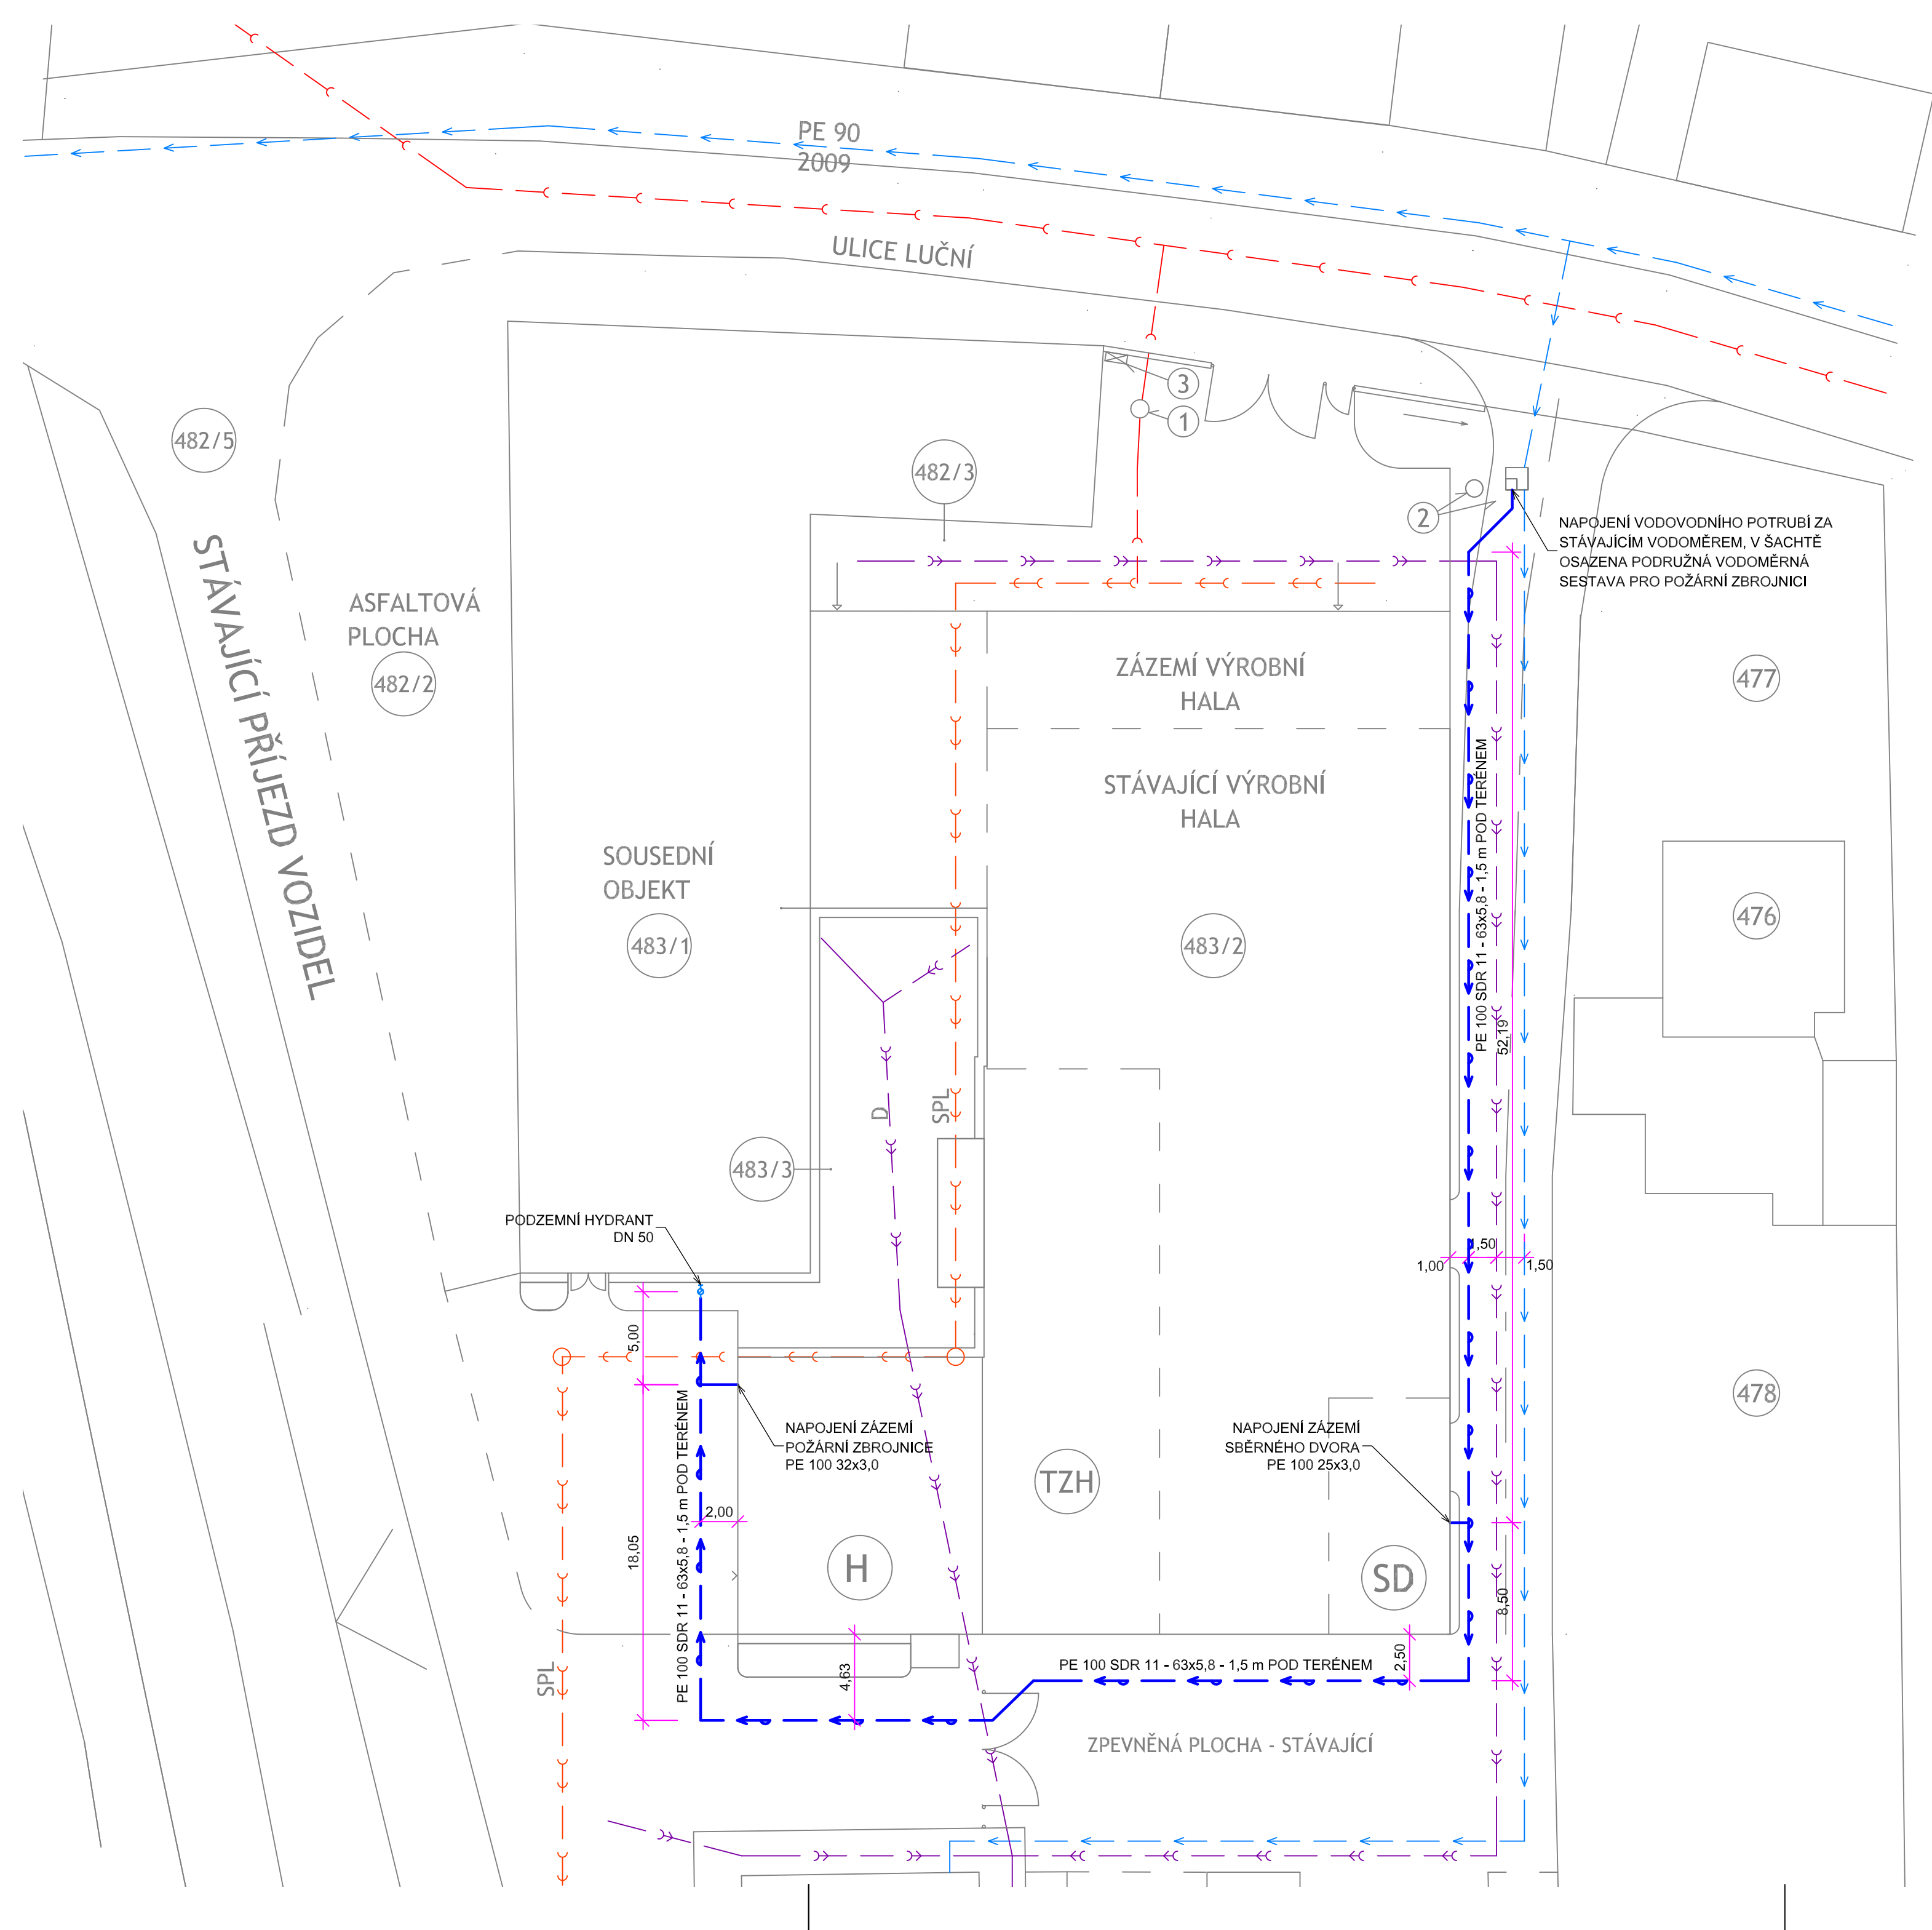 PE 90
2009
ULICE LUČNÍ
3
1
482/5
482/3
2
NAPOJENÍ VODOVODNÍHO POTRUBÍ ZA
STÁVAJÍCÍM VODOMĚREM, V ŠACHTĚ
OSAZENA PODRUŽNÁ VODOMĚRNÁ
SESTAVA PRO POŽÁRNÍ ZBROJNICI
STÁVAJÍCÍ PŘÍJEZD VOZIDEL
ASFALTOVÁ
PLOCHA
482/2
ZÁZEMÍ VÝROBNÍ
HALA
477
STÁVAJÍCÍ VÝROBNÍ
HALA
PE 100 SDR 11 - 63x5,8 - 1,5 m POD TERÉNEM
SOUSEDNÍ
OBJEKT
483/1
483/2
476
52,19
D
SPL
483/3
PODZEMNÍ HYDRANT
DN 50
1,00
1,50
1,50
5,00
478
NAPOJENÍ ZÁZEMÍ
POŽÁRNÍ ZBROJNICE
PE 100 32x3,0
NAPOJENÍ ZÁZEMÍ
SBĚRNÉHO DVORA
PE 100 25x3,0
TZH
2,00
18,05
PE 100 SDR 11 - 63x5,8 - 1,5 m POD TERÉNEM
H
SD
8,50
SPL
4,63
PE 100 SDR 11 - 63x5,8 - 1,5 m POD TERÉNEM
2,50
ZPEVNĚNÁ PLOCHA - STÁVAJÍCÍ